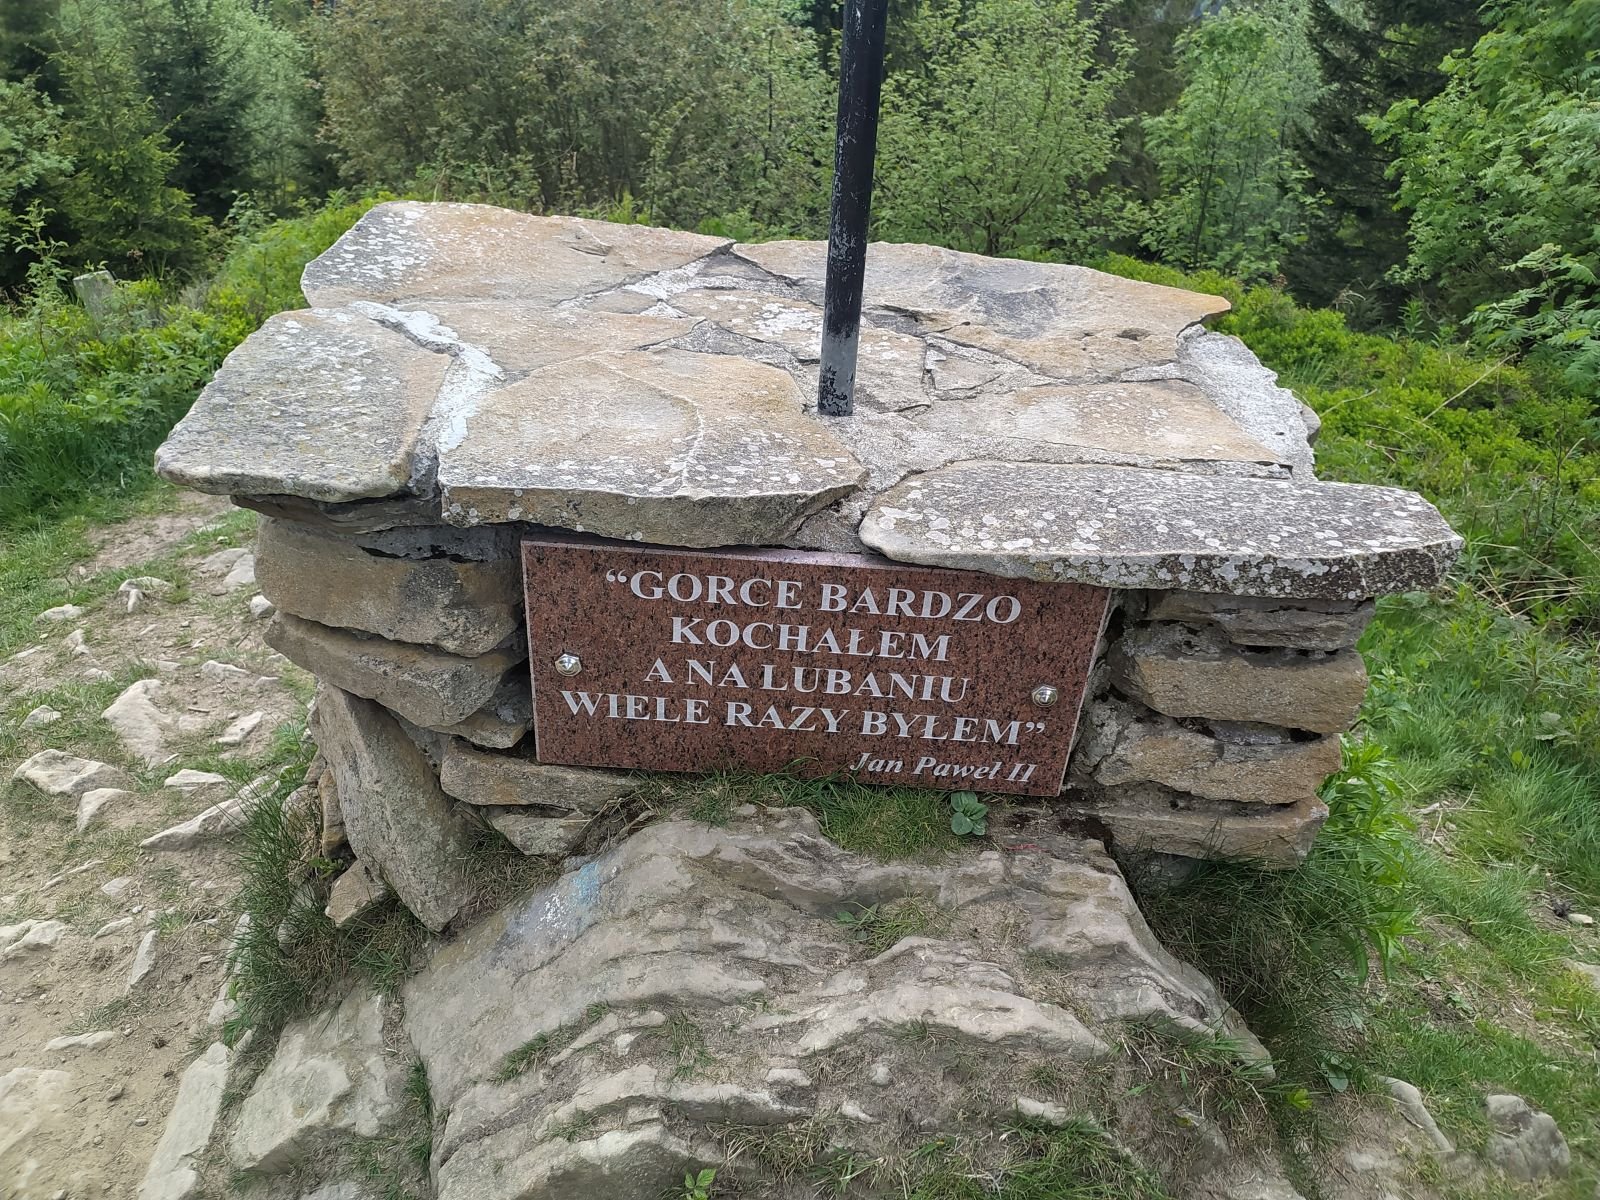 “GORCE BARDZO
KOCHAŁEM
A NA LUBANIU
WIELE RAZY BYŁEM”
Jan Paweł II